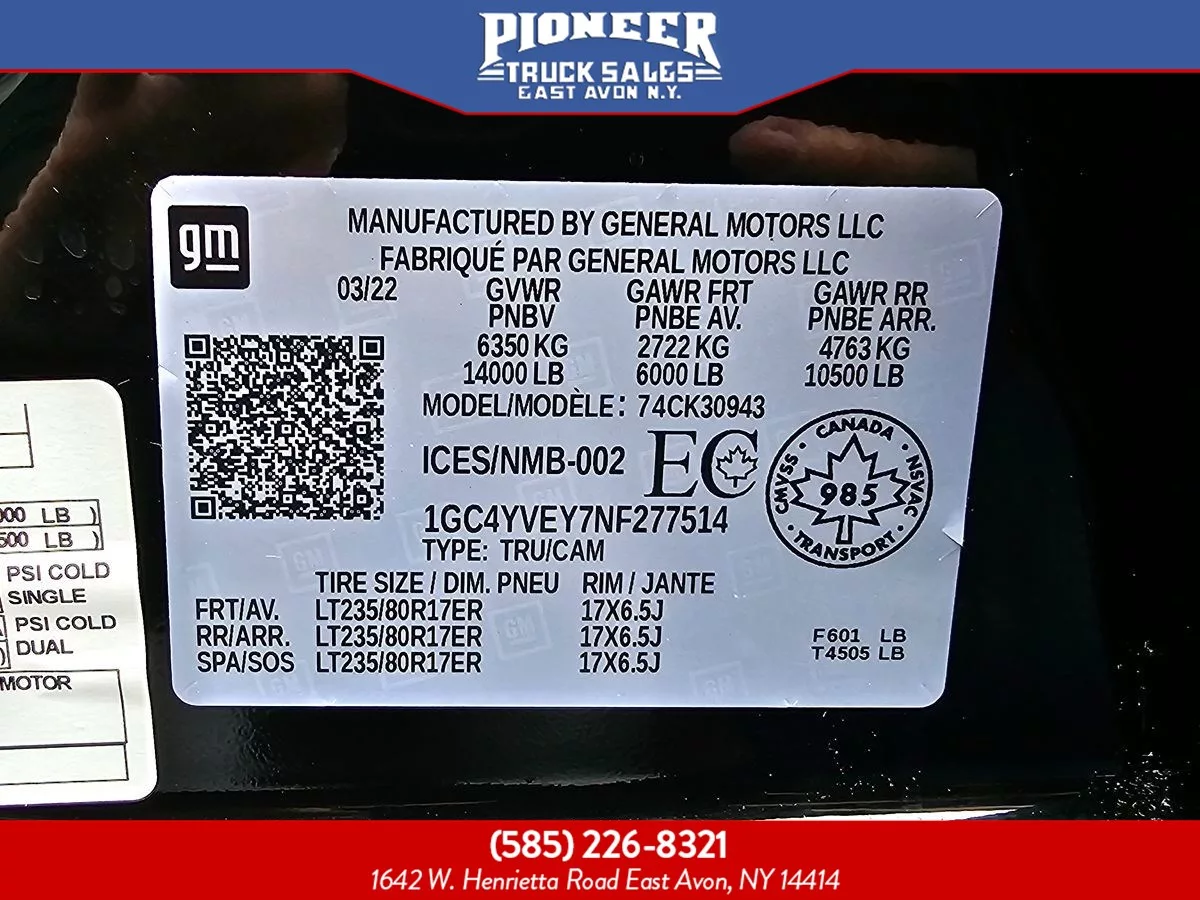 PIONEER
TRUCK SALES
EAST AVON N.Y.
gm
MANUFACTURED BY GENERAL MOTORS LLC
FABRIQUÉ PAR GENERAL MOTORS LLC
03/22 GVWR GAWR FRT GAWR RR
PNBV PNBE AV. PNBE ARR.
6350 KG 2722 KG 4763 KG
14000 LB 6000 LB 10500 LB
MODEL/MODÈLE: 74CK30943
ICES/NMB-002 EC
CANADA
CMVSS 985 NSVAC
TRANSPORT
1GC4YVEY7NF277514
TYPE: TRU/CAM
TIRE SIZE / DIM. PNEU RIM / JANTE
FRT/AV. LT235/80R17ER 17X6.5J
RR/ARR. LT235/80R17ER 17X6.5J
SPA/SOS LT235/80R17ER 17X6.5J
F601 LB
T4505 LB
LB )
LB )
PSI COLD
SINGLE
PSI COLD
DUAL
MOTOR
(585) 226-8321
1642 W. Henrietta Road East Avon, NY 14414